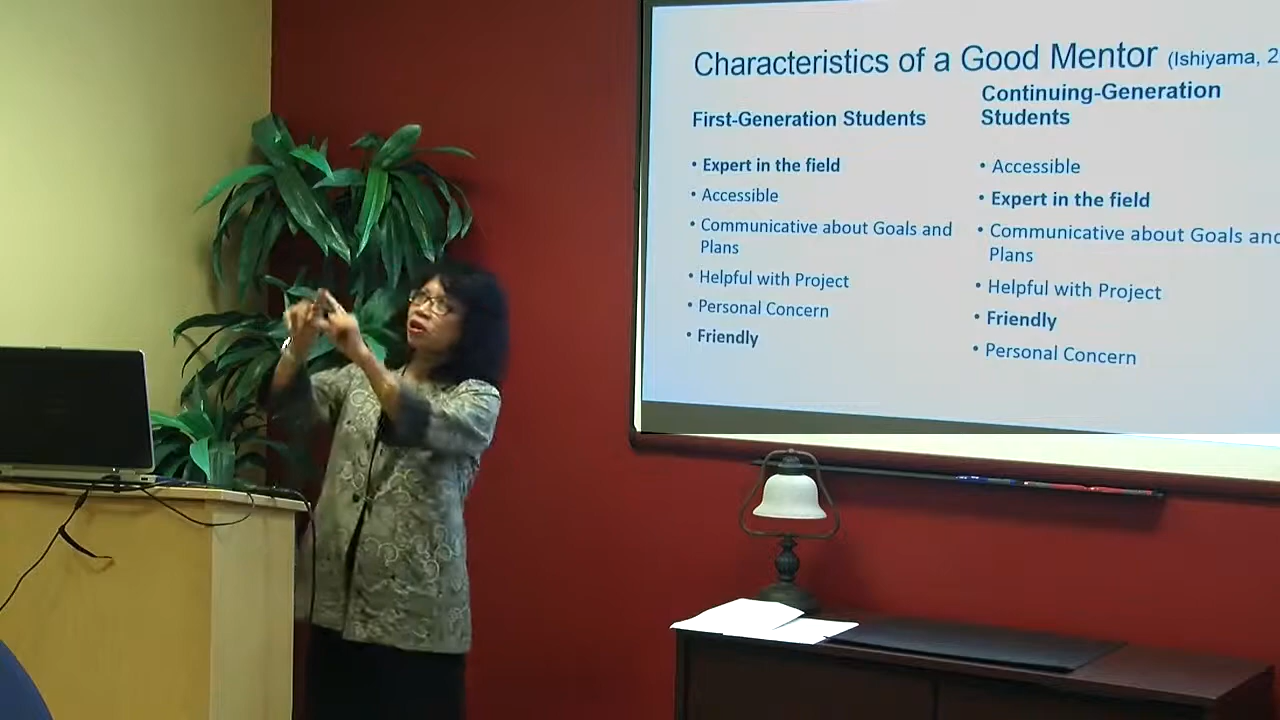 Characteristics of a Good Mentor (Ishiyama, 2
First-Generation Students
• Expert in the field
• Accessible
• Communicative about Goals and
Plans
• Helpful with Project
• Personal Concern
• Friendly
Continuing-Generation
Students
• Accessible
• Expert in the field
• Communicative about Goals and
Plans
• Helpful with Project
• Friendly
• Personal Concern